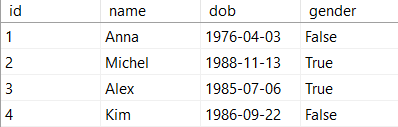 id name dob gender
1 Anna 1976-04-03 False
2 Michel 1988-11-13 True
3 Alex 1985-07-06 True
4 Kim 1986-09-22 False